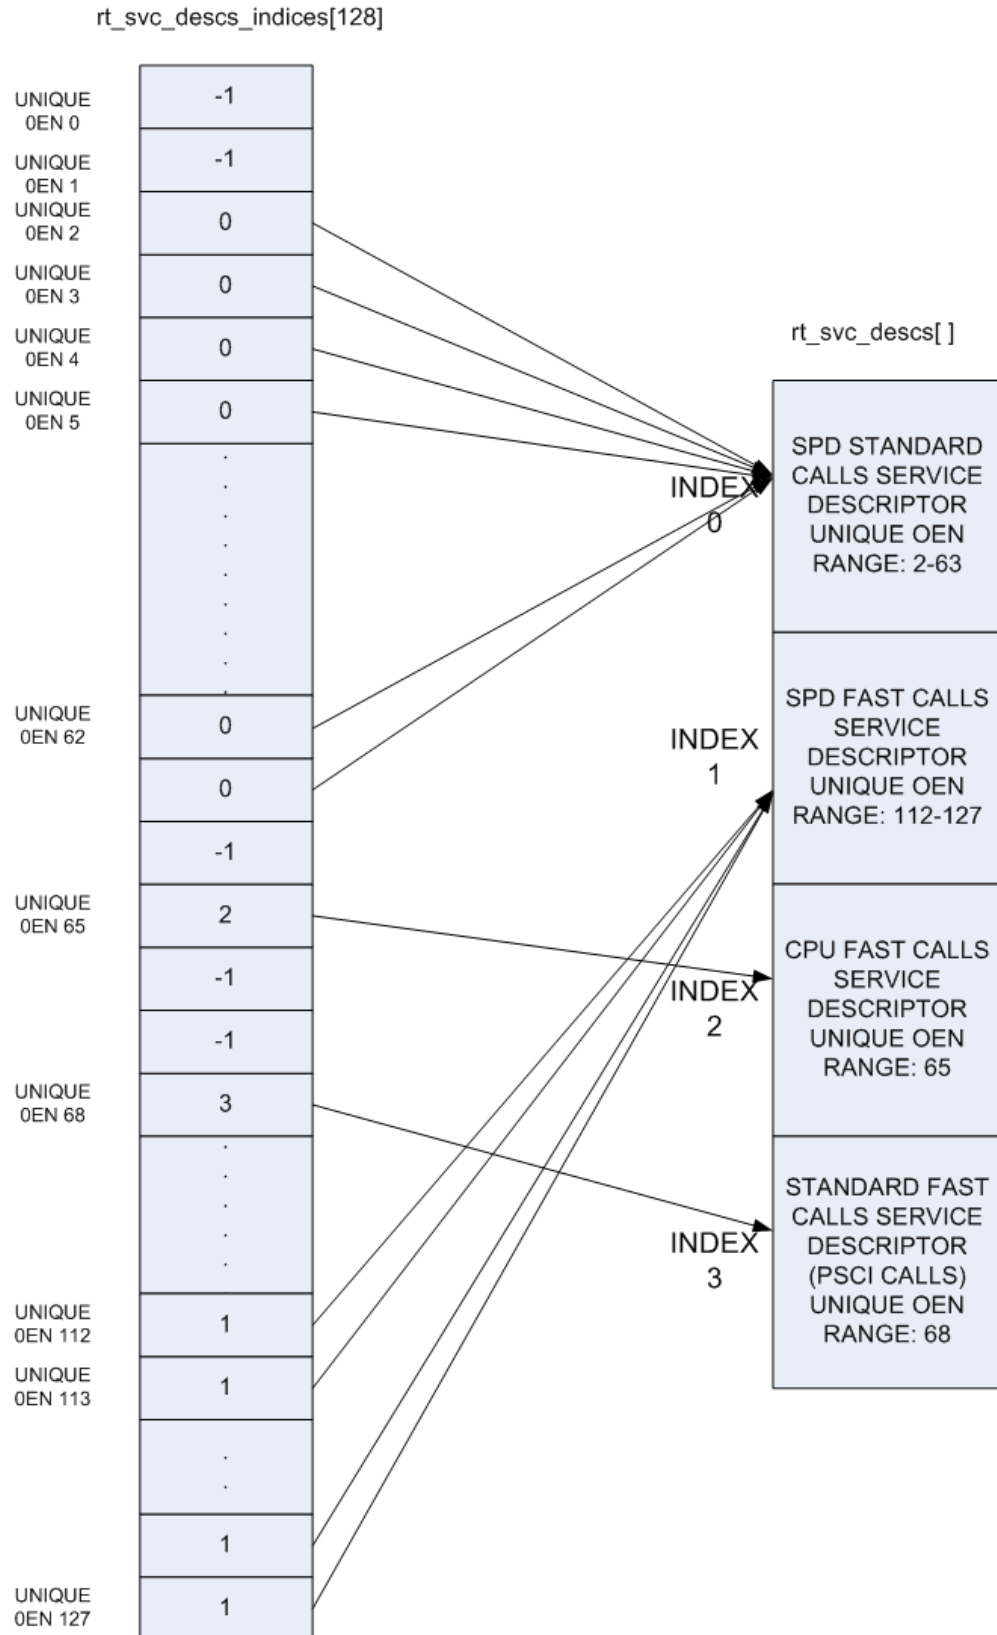 rt_svc_descs_indices[128]
UNIQUE
0EN 0
-1
UNIQUE
0EN 1
-1
UNIQUE
0EN 2
0
UNIQUE
0EN 3
0
UNIQUE
0EN 4
0
UNIQUE
0EN 5
0
UNIQUE
0EN 62
0
0
-1
UNIQUE
0EN 65
2
-1
-1
UNIQUE
0EN 68
3
UNIQUE
0EN 112
1
UNIQUE
0EN 113
1
1
UNIQUE
0EN 127
1
rt_svc_descs[ ]
INDEX
0
SPD STANDARD
CALLS SERVICE
DESCRIPTOR
UNIQUE OEN
RANGE: 2-63
INDEX
1
SPD FAST CALLS
SERVICE
DESCRIPTOR
UNIQUE OEN
RANGE: 112-127
INDEX
2
CPU FAST CALLS
SERVICE
DESCRIPTOR
UNIQUE OEN
RANGE: 65
INDEX
3
STANDARD FAST
CALLS SERVICE
DESCRIPTOR
(PSCI CALLS)
UNIQUE OEN
RANGE: 68